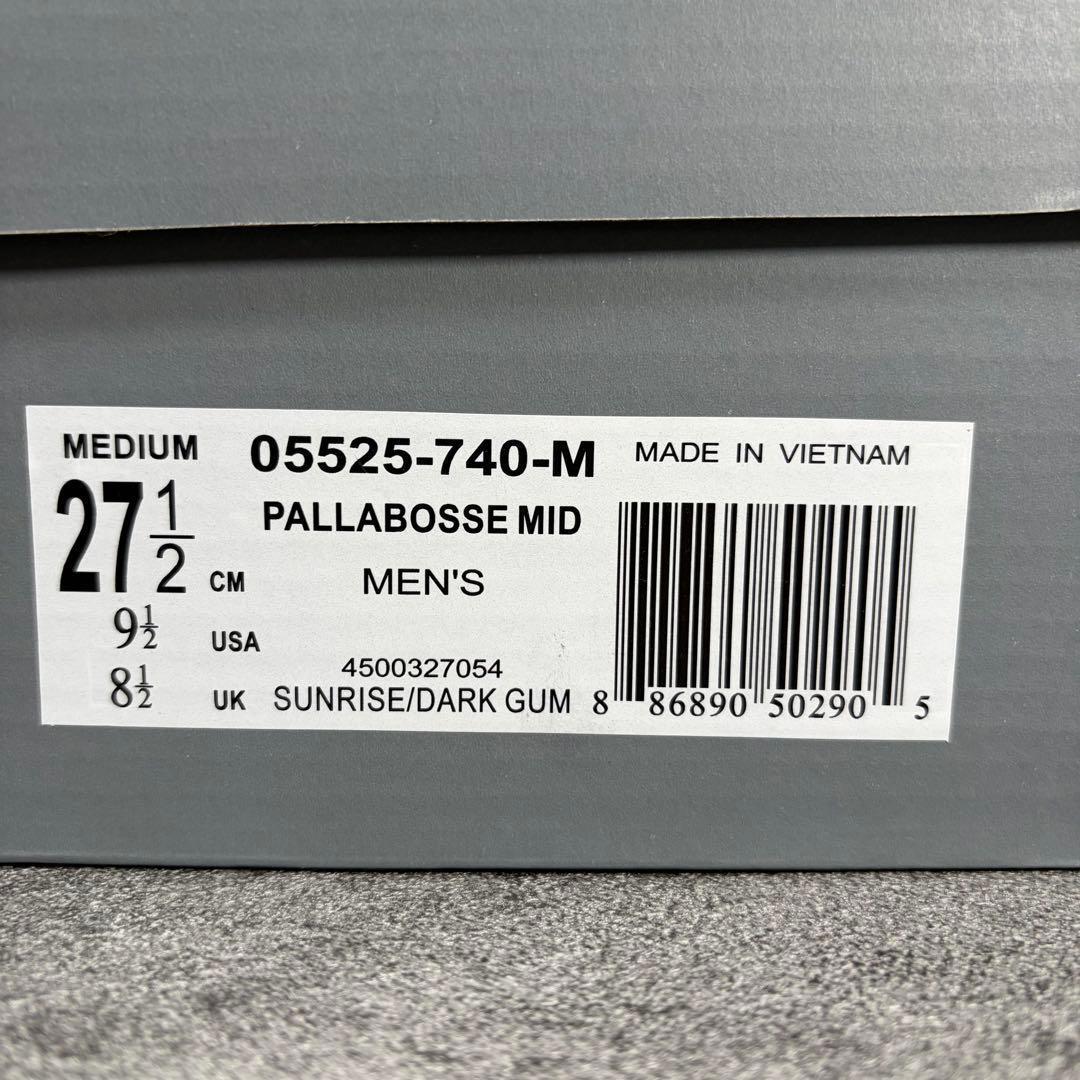 MEDIUM 05525-740-M MADE IN VIETNAM
27 1/2 CM PALLABOSSE MID
9 1/2 USA MEN'S
4500327054
8 1/2 UK SUNRISE/DARK GUM 8 86890 50290 5